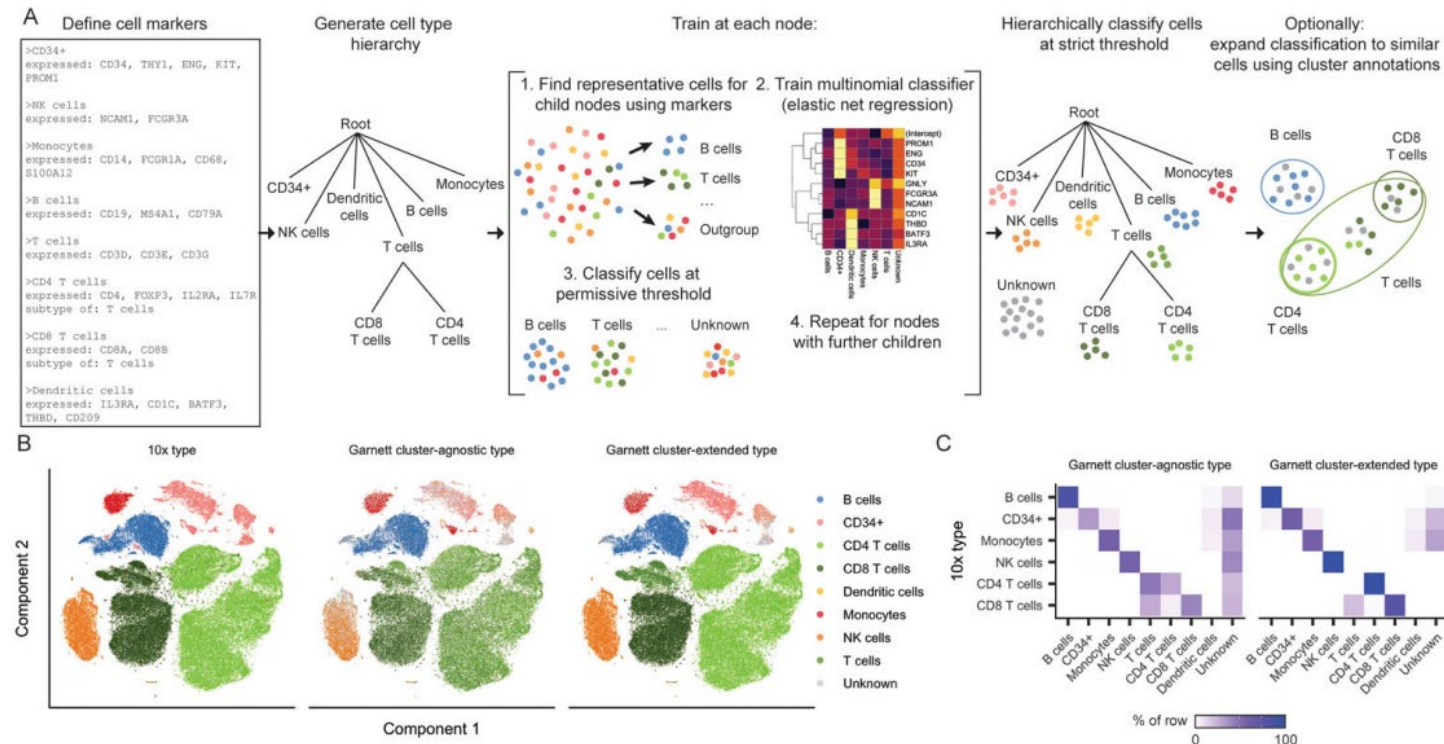 A
Define cell markers
>CD34+
expressed: CD34, THY1, ENG, KIT,
PROM1
>NK cells
expressed: NCAM1, FCGR3A
>Monocytes
expressed: CD14, FCGR1A, CD68,
S100A12
>B cells
expressed: CD19, MS4A1, CD79A
>T cells
expressed: CD3D, CD3E, CD3G
>CD4 T cells
expressed: CD4, FOXP3, IL2RA, IL7R
subtype of: T cells
>CD8 T cells
expressed: CD8A, CD8B
subtype of: T cells
>Dendritic cells
expressed: IL3RA, CD1C, BATF3,
THBD, CD209
Generate cell type
hierarchy
Root
CD34+
NK cells
Dendritic
cells
T cells
B cells
Monocytes
CD8
T cells
CD4
T cells
Train at each node:
1. Find representative cells for
child nodes using markers
B cells
T cells
...
Outgroup
2. Train multinomial classifier
(elastic net regression)
(Intercept)
PROM1
ENG
CD34
KIT
GNLY
FCGR3A
NCAM1
CD1C
THBD
BATF3
IL3RA
B cells
CD34+
Dendritic cells
Monocytes
NK cells
T cells
Unknown
3. Classify cells at
permissive threshold
B cells
T cells
...
Unknown
4. Repeat for nodes
with further children
Hierarchically classify cells
at strict threshold
Root
CD34+
NK cells
Dendritic
cells
T cells
B cells
Monocytes
Unknown
CD8
T cells
CD4
T cells
Optionally:
expand classification to similar
cells using cluster annotations
B cells
CD8
T cells
T cells
CD4
T cells
B
10x type
Garnett cluster-agnostic type
Garnett cluster-extended type
Component 2
Component 1
B cells
CD34+
CD4 T cells
CD8 T cells
Dendritic cells
Monocytes
NK cells
T cells
Unknown
C
Garnett cluster-agnostic type
Garnett cluster-extended type
10x type
B cells
CD34+
Monocytes
NK cells
CD4 T cells
CD8 T cells
B cells
CD34+
Monocytes
NK cells
T cells
CD4 T cells
CD8 T cells
Dendritic cells
Unknown
B cells
CD34+
Monocytes
NK cells
T cells
CD4 T cells
CD8 T cells
Dendritic cells
Unknown
% of row
0
100